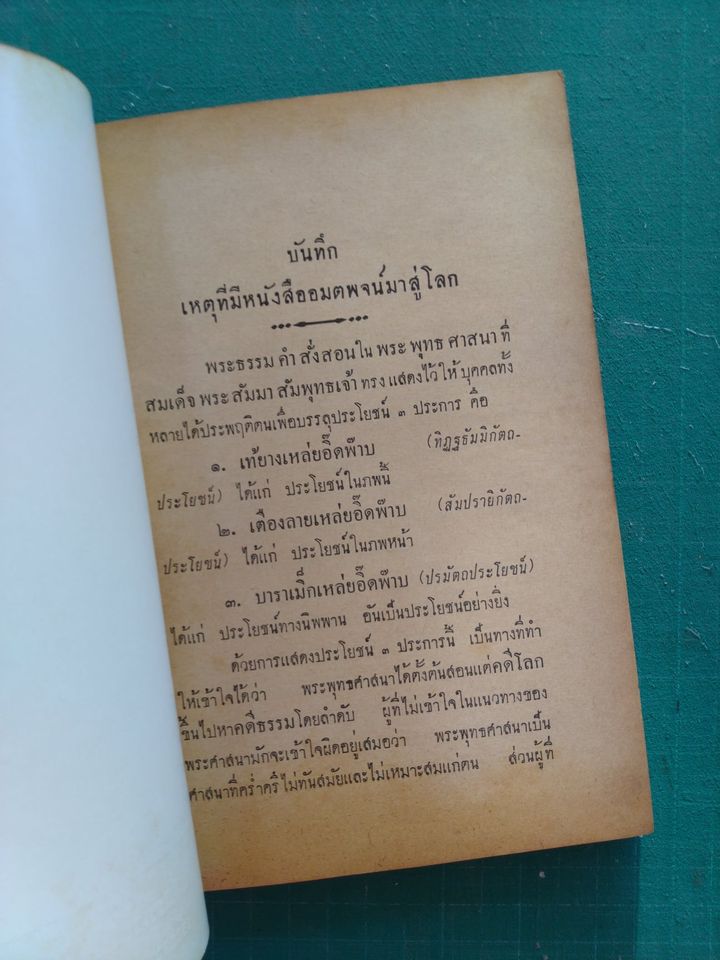 บันทึก
เหตุที่มีหนังสืออมตพจน์มาสู่โลก
พระธรรมคำสั่งสอนในพระพุทธศาสนาที่
สมเด็จพระสัมมาสัมพุทธเจ้าทรงแสดงไว้ให้บุคคลทั้ง
หลายได้ประพฤติตนเพื่อบรรลุประโยชน์ ๓ ประการ คือ
๑. เท้ยางเหล่ยอิ๊ดพ๊าบ (ทิฏฐธัมมิกัตถ-
ประโยชน์) ได้แก่ ประโยชน์ในภพนี้
๒. เตืองลายเหล่ยอิ๊ดพ๊าบ (สัมปรายิกัตถ-
ประโยชน์) ได้แก่ ประโยชน์ในภพหน้า
๓. บาราเมิ็กเหล่ยอิ๊ดพ๊าบ (ปรมัตถประโยชน์)
ได้แก่ ประโยชน์ทางนิพพาน อันเป็นประโยชน์อย่างยิ่ง
ด้วยการแสดงประโยชน์ ๓ ประการนี้ เป็นทางที่ทำ
ให้เข้าใจได้ว่า พระพุทธศาสนาได้ตั้งต้นสอนแต่คดีโลก
ขึ้นไปหาคดีธรรมโดยลำดับ ผู้ที่ไม่เข้าใจในแนวทางของ
พระศาสนามักจะเข้าใจผิดอยู่เสมอว่า พระพุทธศาสนาเป็น
ศาสนาที่คร่ำครึไม่ทันสมัยและไม่เหมาะสมแก่ตน ส่วนผู้ที่